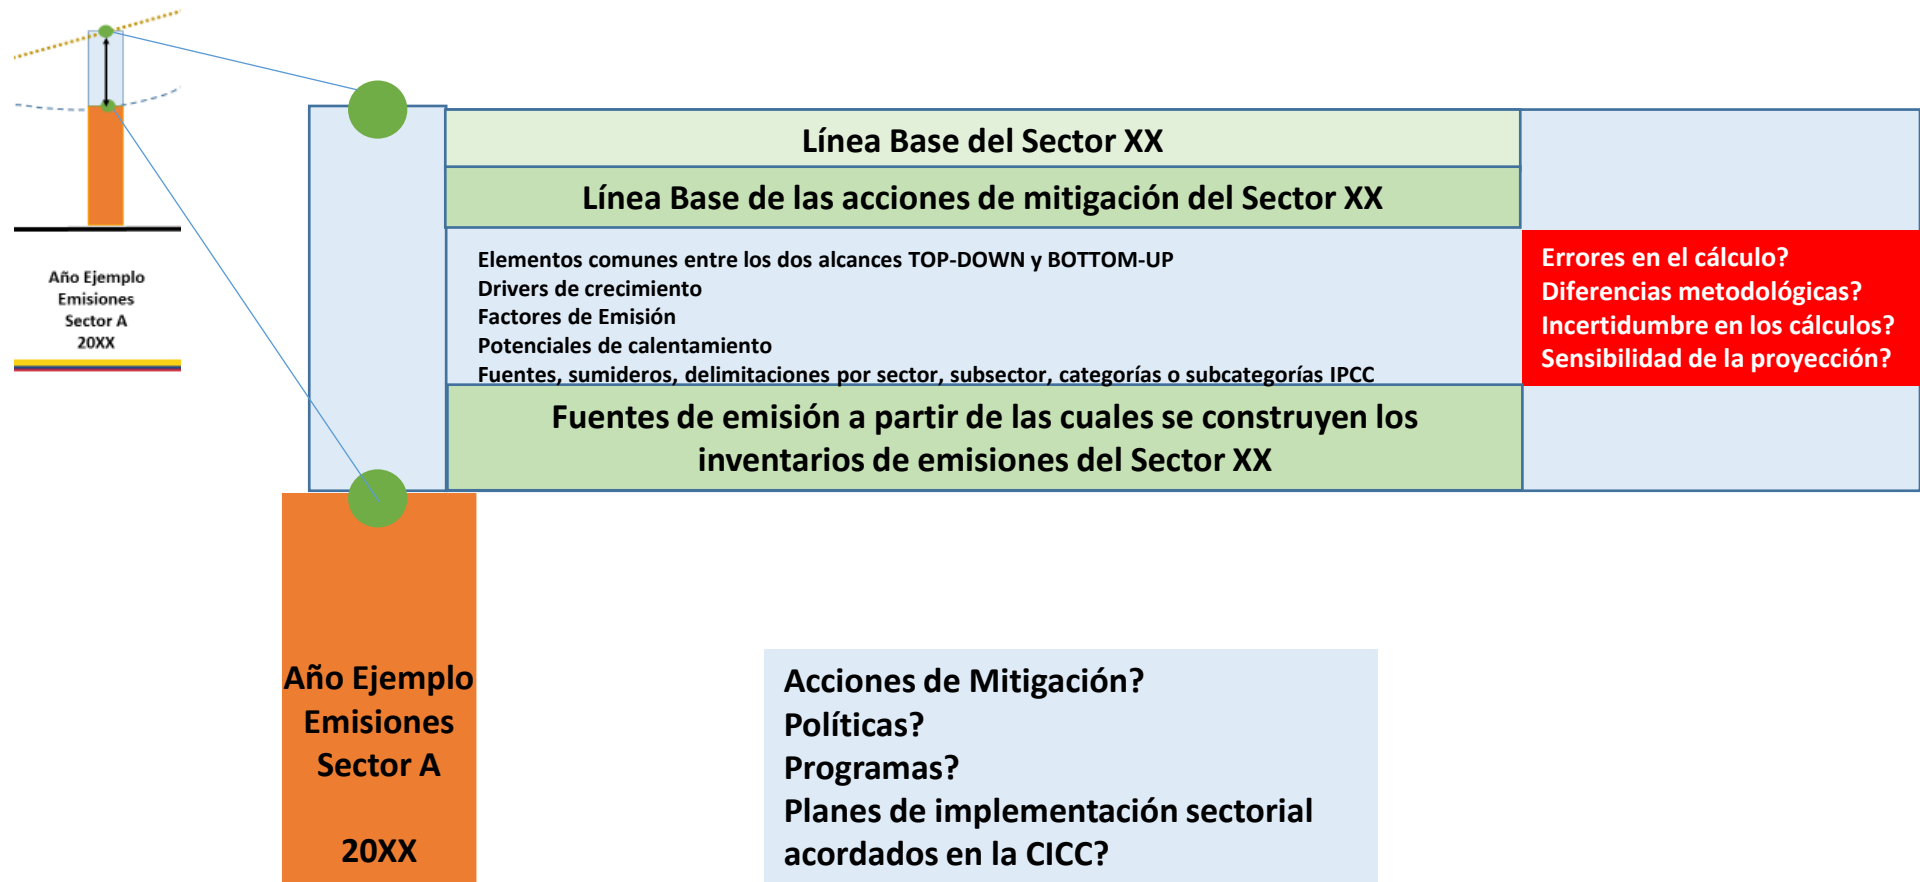 Año Ejemplo
Emisiones
Sector A
20XX
Línea Base del Sector XX
Línea Base de las acciones de mitigación del Sector XX
Elementos comunes entre los dos alcances TOP-DOWN y BOTTOM-UP
Drivers de crecimiento
Factores de Emisión
Potenciales de calentamiento
Fuentes, sumideros, delimitaciones por sector, subsector, categorías o subcategorías IPCC
Errores en el cálculo?
Diferencias metodológicas?
Incertidumbre en los cálculos?
Sensibilidad de la proyección?
Fuentes de emisión a partir de las cuales se construyen los
inventarios de emisiones del Sector XX
Año Ejemplo
Emisiones
Sector A
20XX
Acciones de Mitigación?
Políticas?
Programas?
Planes de implementación sectorial
acordados en la CICC?